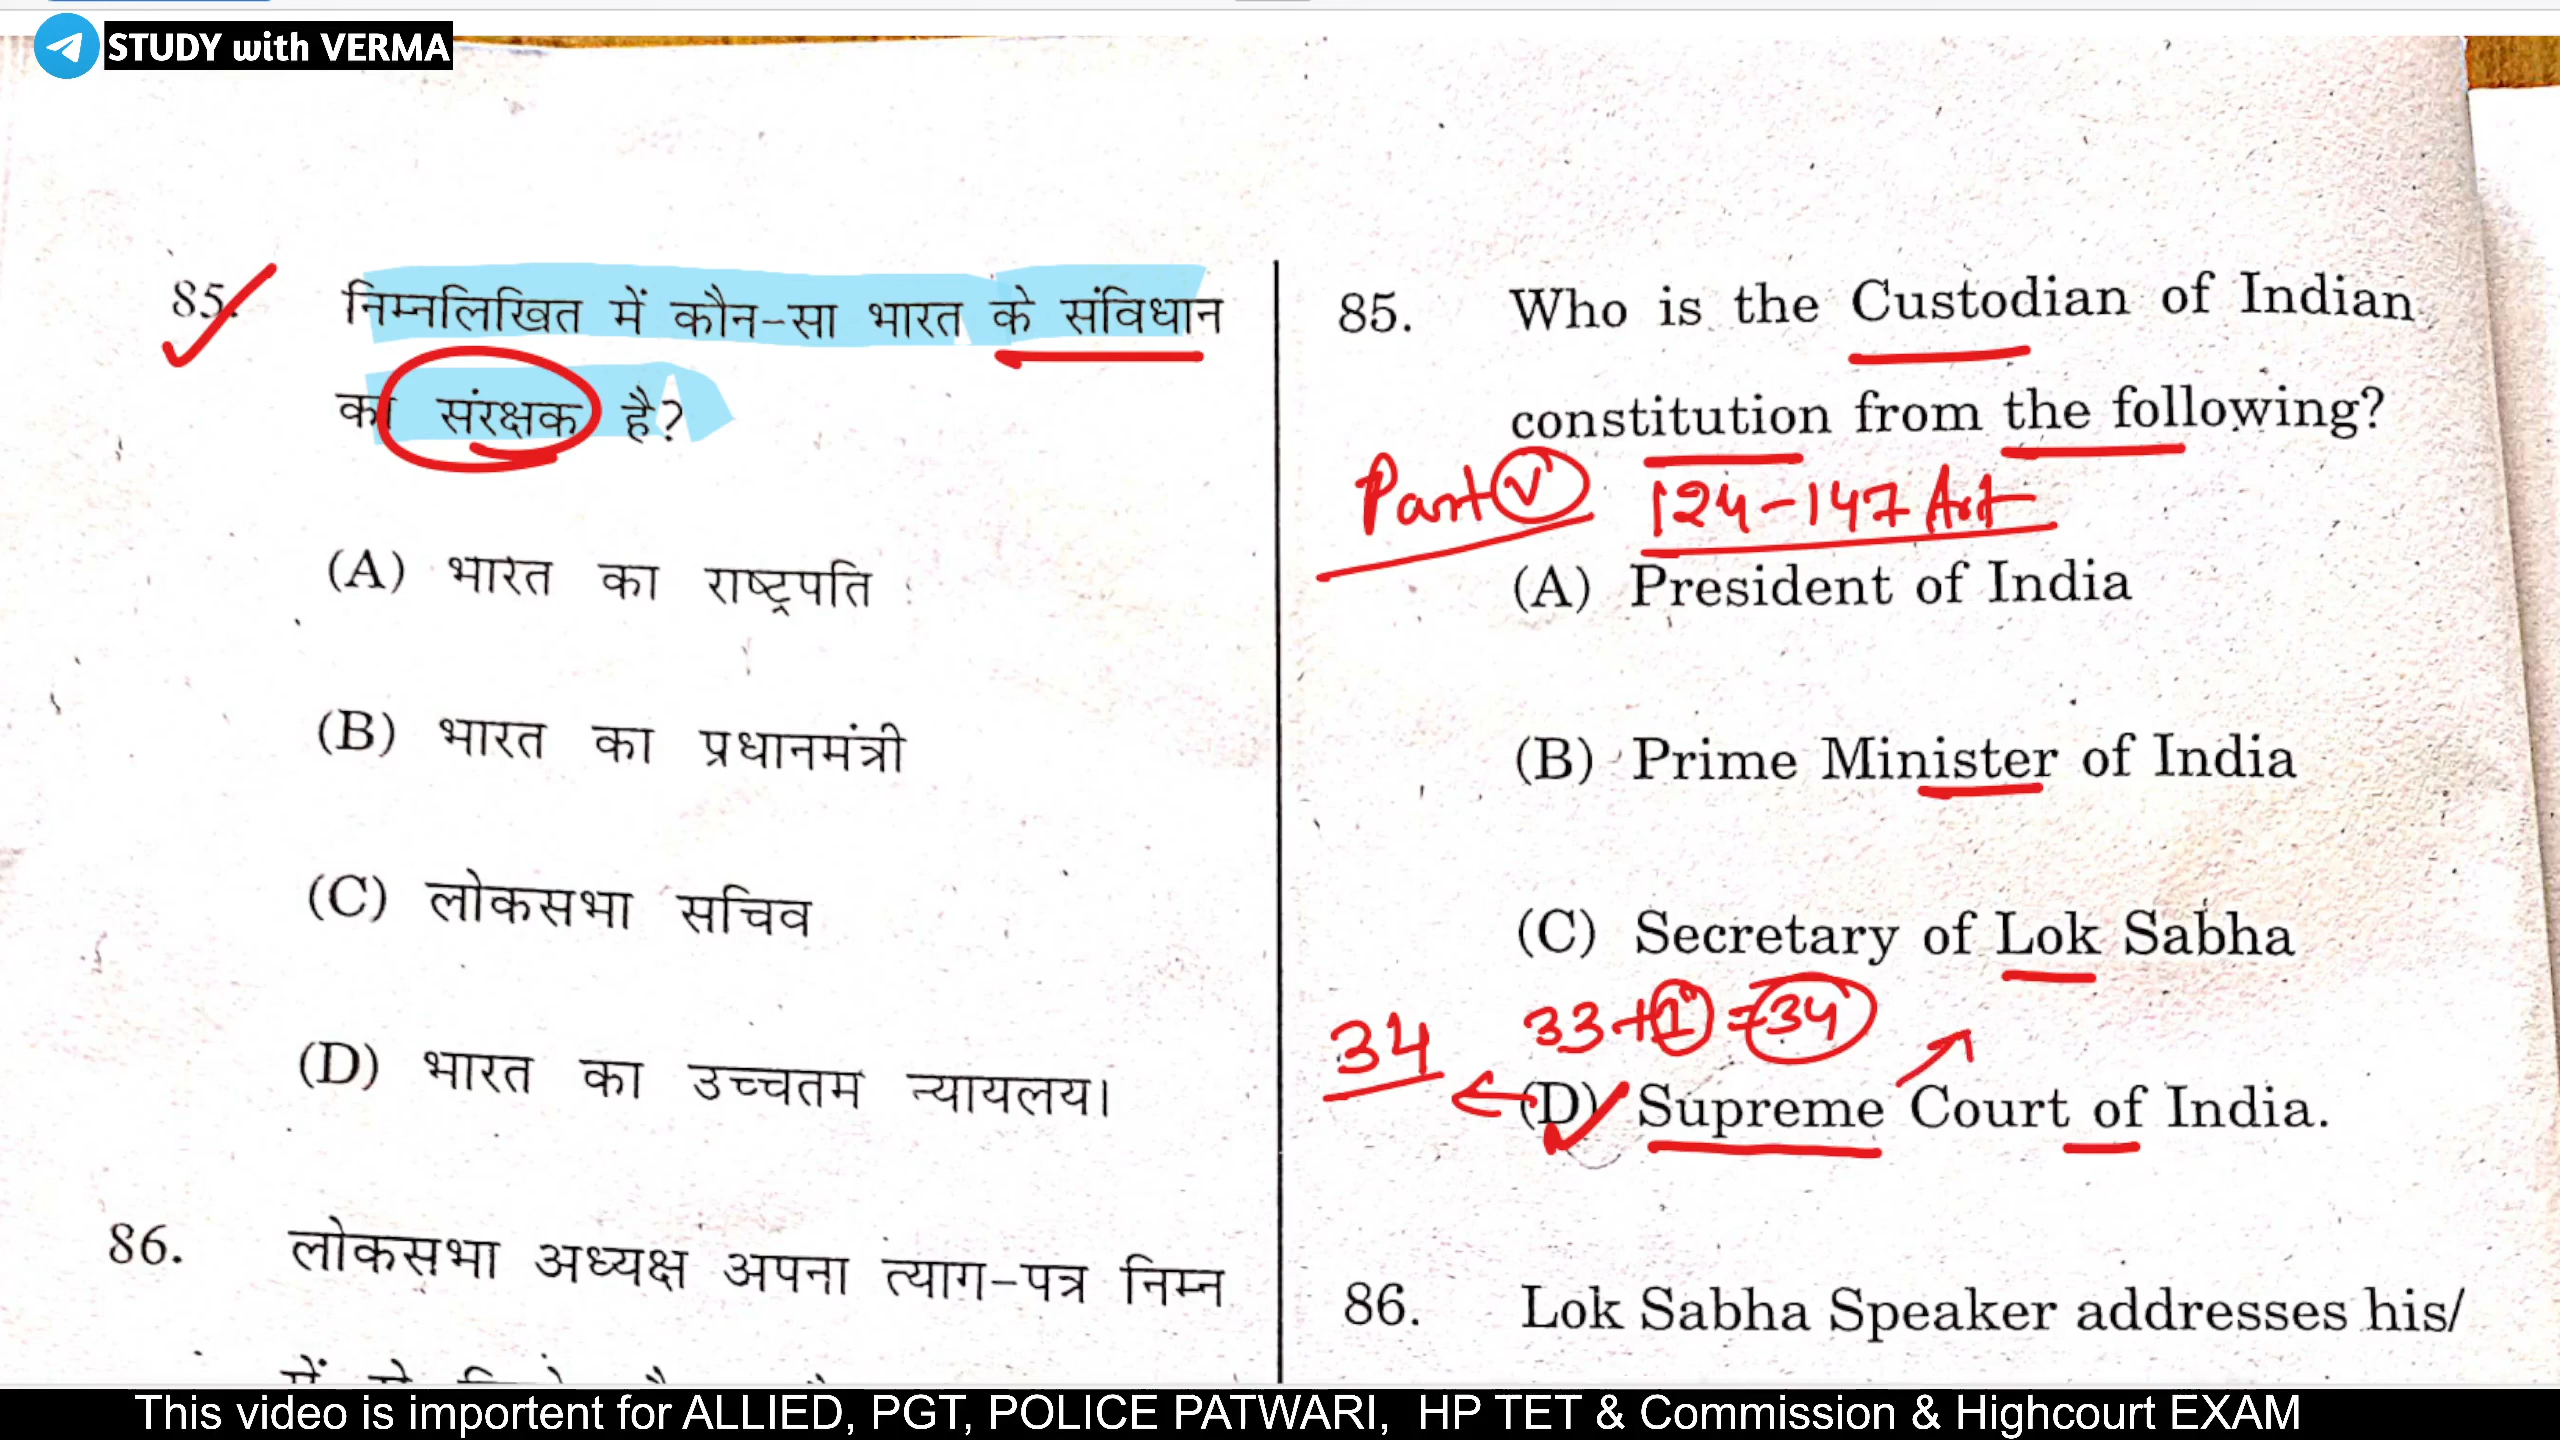 STUDY with VERMA
85. निम्नलिखित में कौन-सा भारत के संविधान
का संरक्षक है?
(A) भारत का राष्ट्रपति
(B) भारत का प्रधानमंत्री
(C) लोकसभा सचिव
(D) भारत का उच्चतम न्यायलय।
86. लोकसभा अध्यक्ष अपना त्याग-पत्र निम्न
85. Who is the Custodian of Indian
constitution from the following?
Part V 124-147 Art
(A) President of India
(B) Prime Minister of India
(C) Secretary of Lok Sabha
33+1=34
34
(D) Supreme Court of India.
86. Lok Sabha Speaker addresses his/
This video is importent for ALLIED, PGT, POLICE PATWARI, HP TET & Commission & Highcourt EXAM